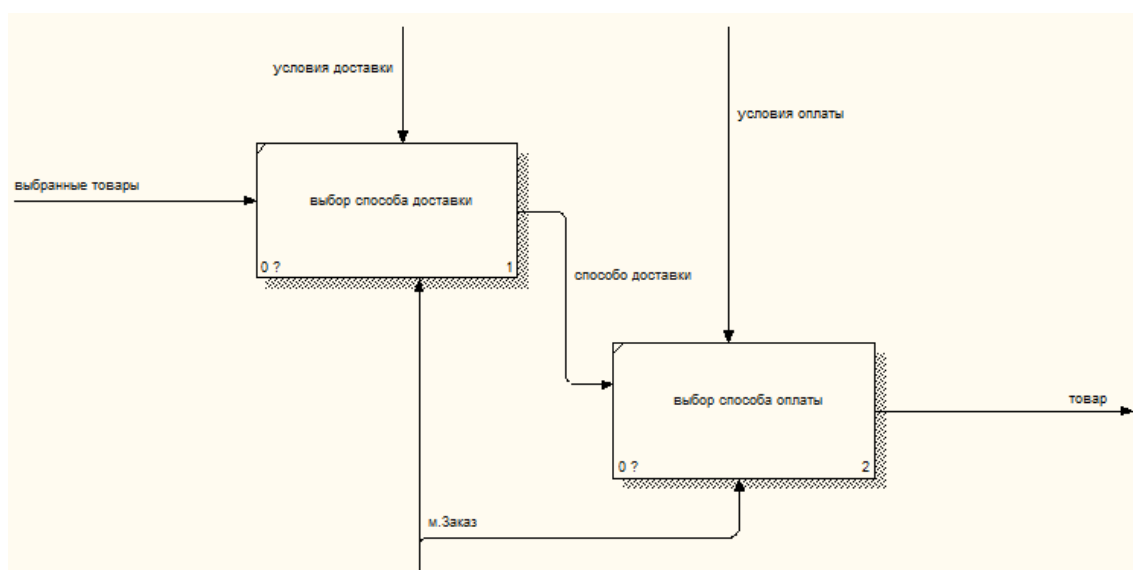 условия доставки
условия оплаты
выбранные товары
выбор способа доставки
0 ?
1
способо доставки
выбор способа оплаты
товар
0 ?
2
м.Заказ